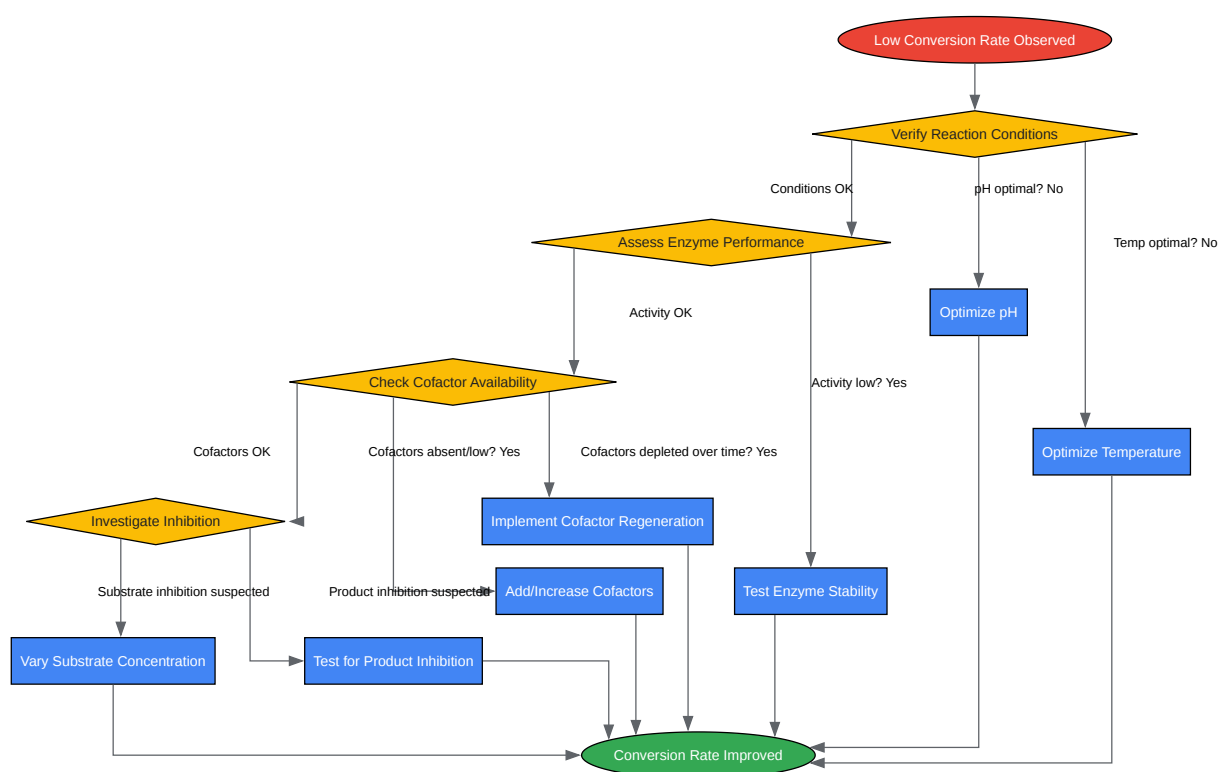 Low Conversion Rate Observed
Verify Reaction Conditions
Conditions OK
pH optimal? No
Assess Enzyme Performance
Temp optimal? No
Activity OK
Optimize pH
Check Cofactor Availability
Activity low? Yes
Cofactors OK
Cofactors absent/low? Yes
Cofactors depleted over time? Yes
Optimize Temperature
Investigate Inhibition
Implement Cofactor Regeneration
Substrate inhibition suspected
Product inhibition suspected
Add/Increase Cofactors
Test Enzyme Stability
Vary Substrate Concentration
Test for Product Inhibition
Conversion Rate Improved